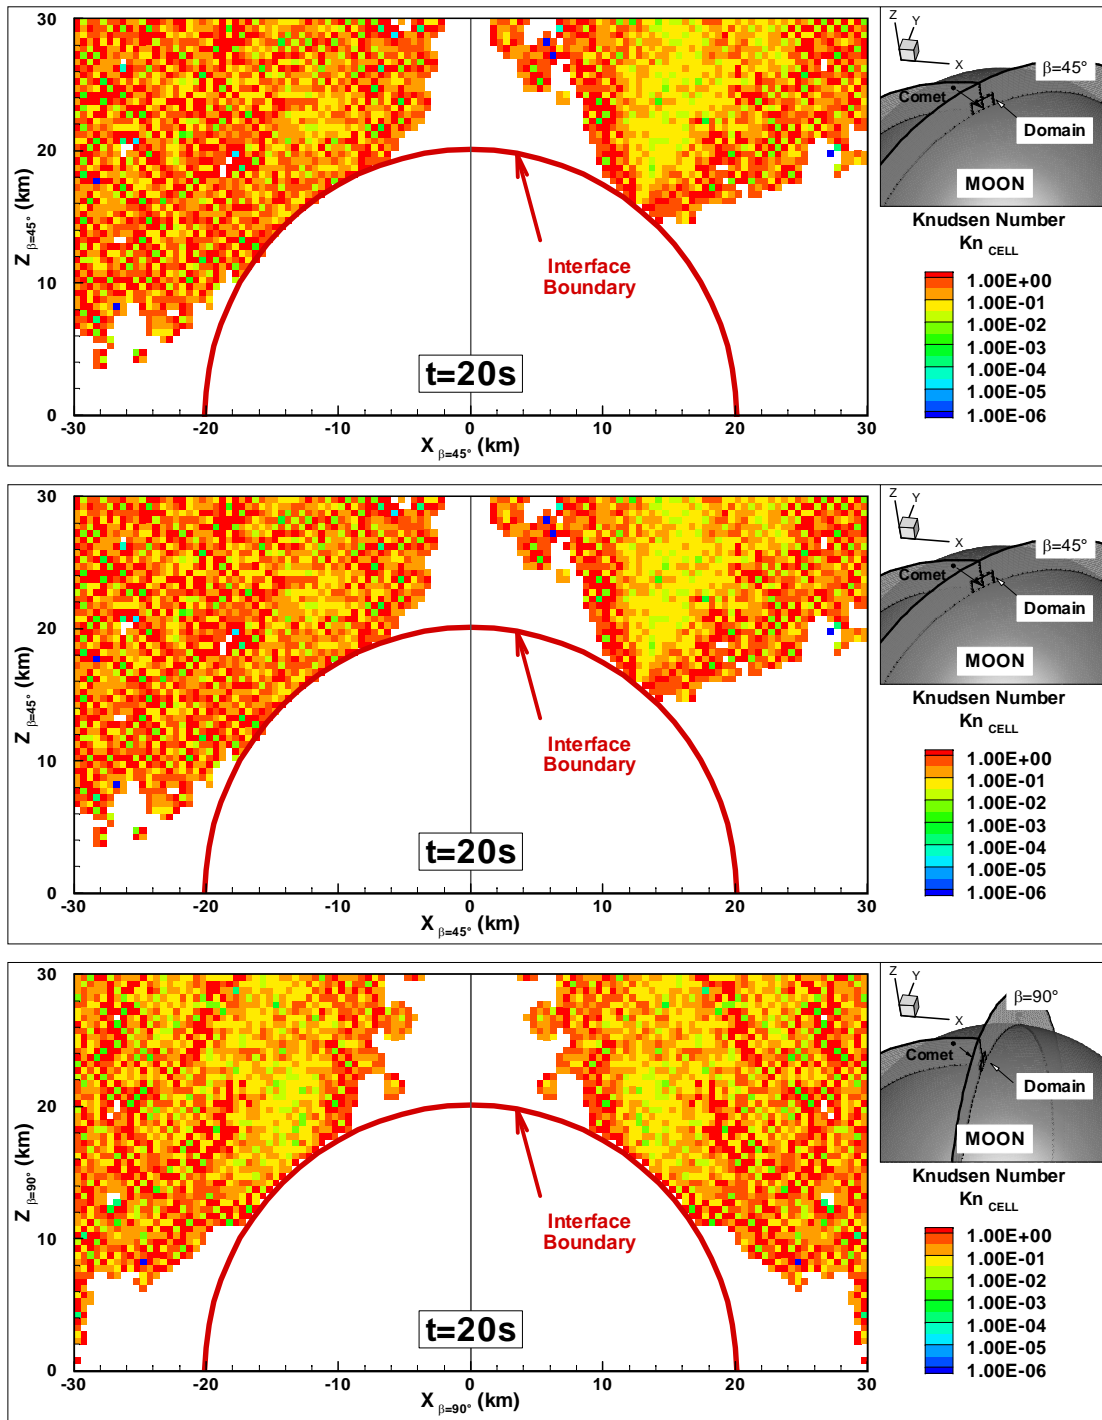 30
20
10
0
Z β=45° (km)
-30
-20
-10
0
10
20
30
X β=45° (km)
Interface
Boundary
t=20s
Z
Y
X
β=45°
Comet
Domain
MOON
Knudsen Number
Kn CELL
1.00E+00
1.00E-01
1.00E-02
1.00E-03
1.00E-04
1.00E-05
1.00E-06
30
20
10
0
Z β=45° (km)
-30
-20
-10
0
10
20
30
X β=45° (km)
Interface
Boundary
t=20s
Z
Y
X
β=45°
Comet
Domain
MOON
Knudsen Number
Kn CELL
1.00E+00
1.00E-01
1.00E-02
1.00E-03
1.00E-04
1.00E-05
1.00E-06
30
20
10
0
Z β=90° (km)
-30
-20
-10
0
10
20
30
X β=90° (km)
Interface
Boundary
t=20s
Z
Y
X
β=90°
Comet
Domain
MOON
Knudsen Number
Kn CELL
1.00E+00
1.00E-01
1.00E-02
1.00E-03
1.00E-04
1.00E-05
1.00E-06